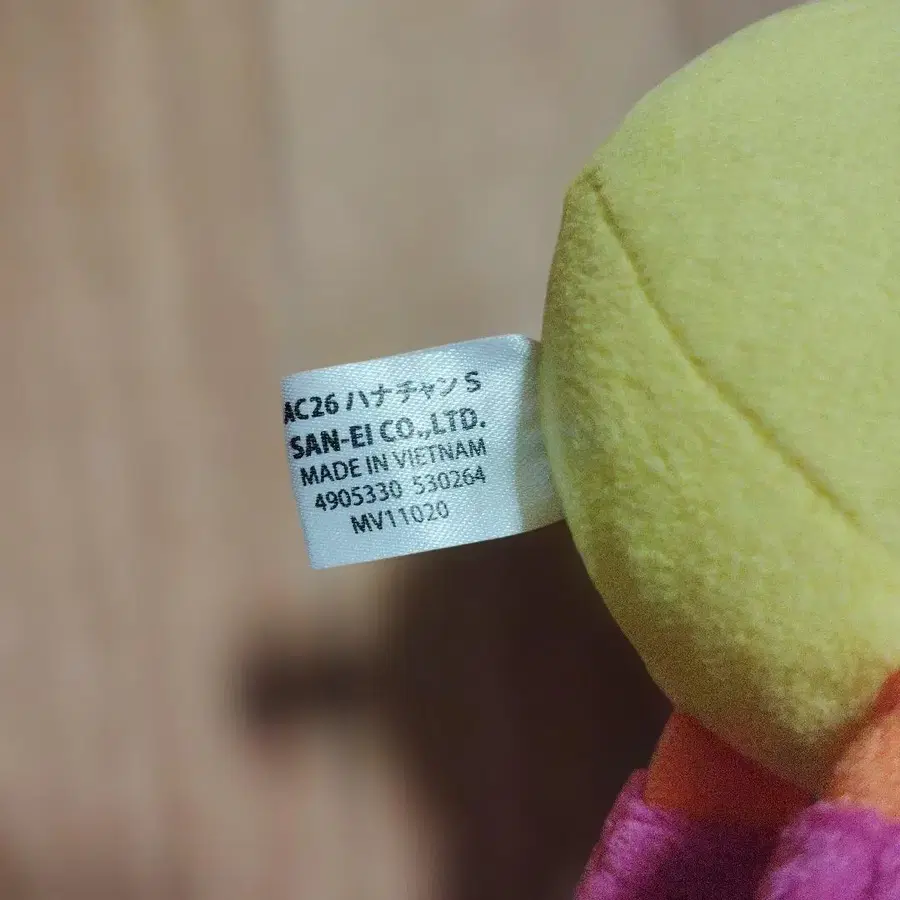 AC26 ハナチャン S
SAN-EI CO.,LTD.
MADE IN VIETNAM
4905330 530264
MV11020